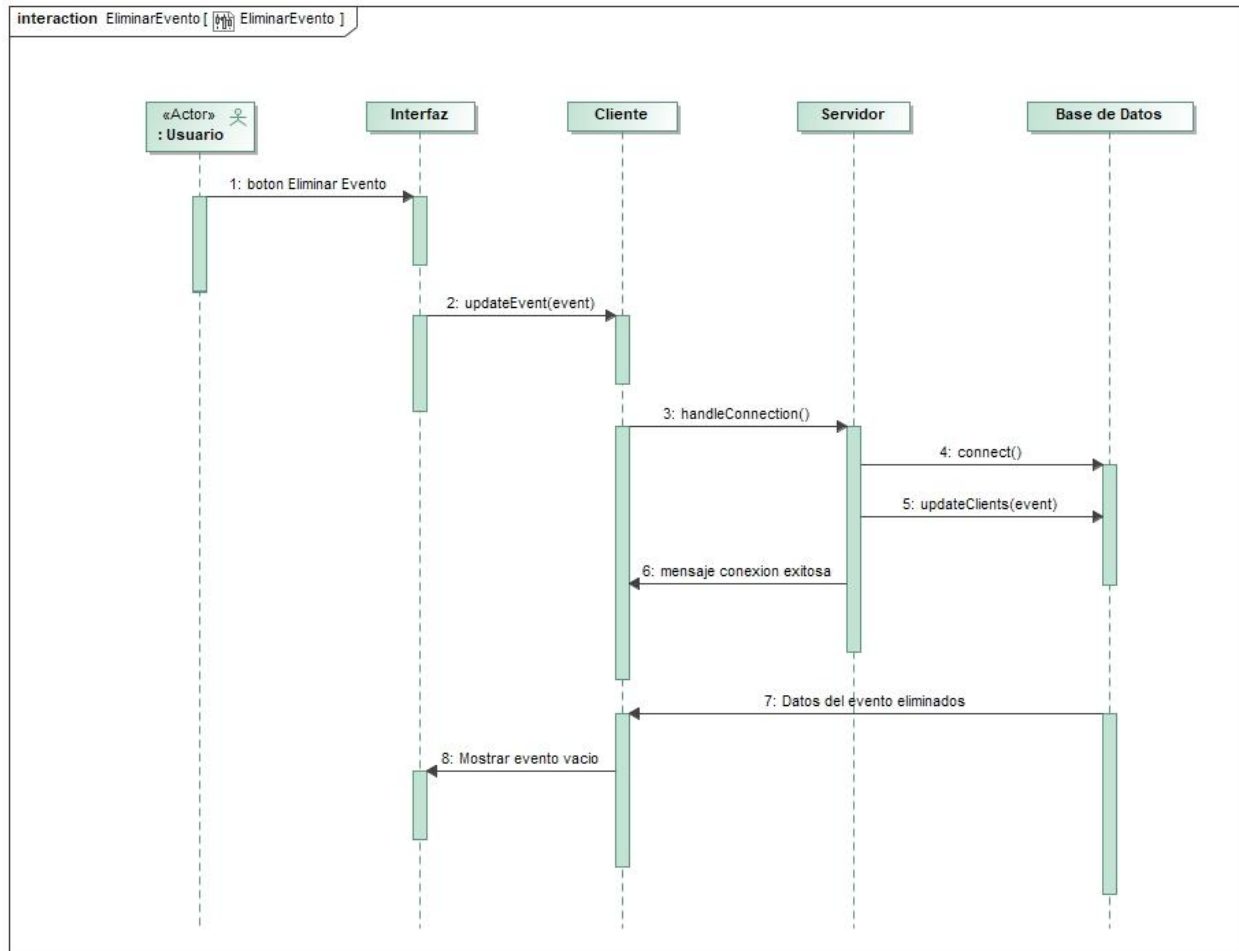 interaction EliminarEvento [ EliminarEvento ]
«Actor»
: Usuario
Interfaz
Cliente
Servidor
Base de Datos
1: boton Eliminar Evento
2: updateEvent(event)
3: handleConnection()
4: connect()
5: updateClients(event)
6: mensaje conexion exitosa
7: Datos del evento eliminados
8: Mostrar evento vacio